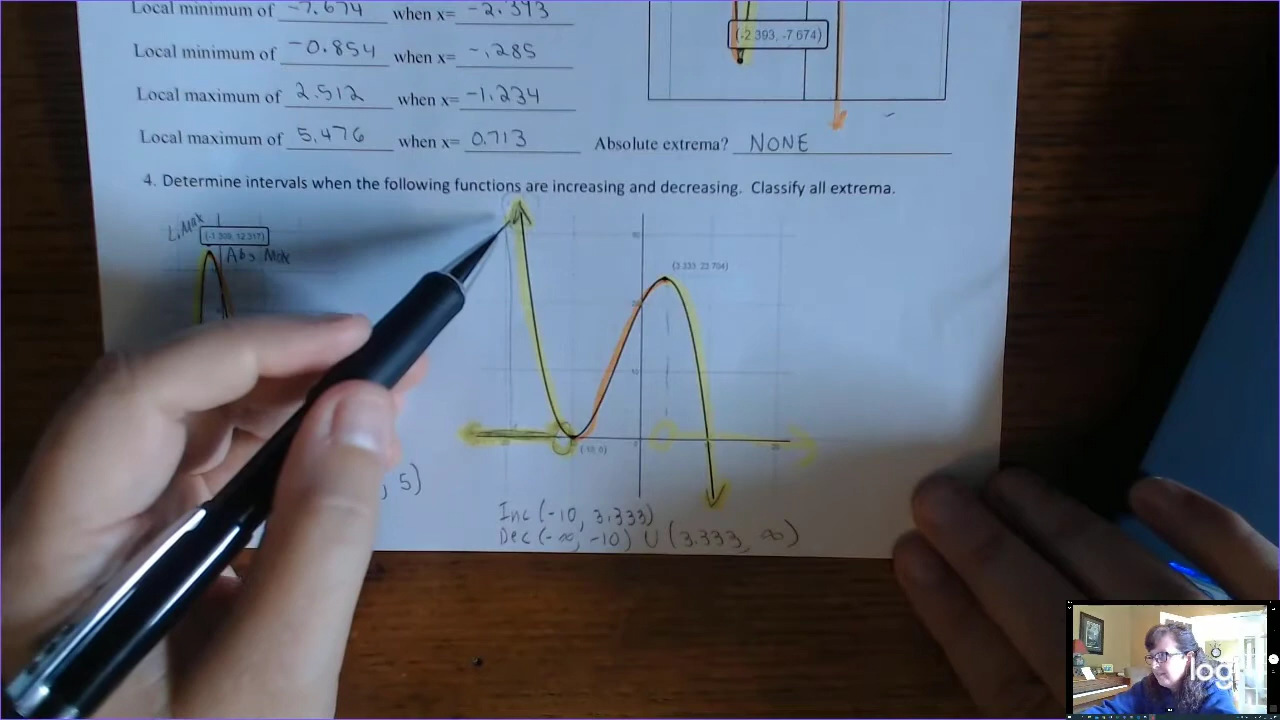 Local minimum of -7.674 when x= -2.393
Local minimum of -0.854 when x= -.285
Local maximum of 2.512 when x= -1.234
Local maximum of 5.476 when x= 0.713 Absolute extrema? NONE
(-2.393, -7.674)
4. Determine intervals when the following functions are increasing and decreasing. Classify all extrema.
L. Max
Abs Max
(3.333, 23.704)
(-10, 0)
, 5)
Inc (-10, 3.333)
Dec (-∞, -10) ∪ (3.333, ∞)